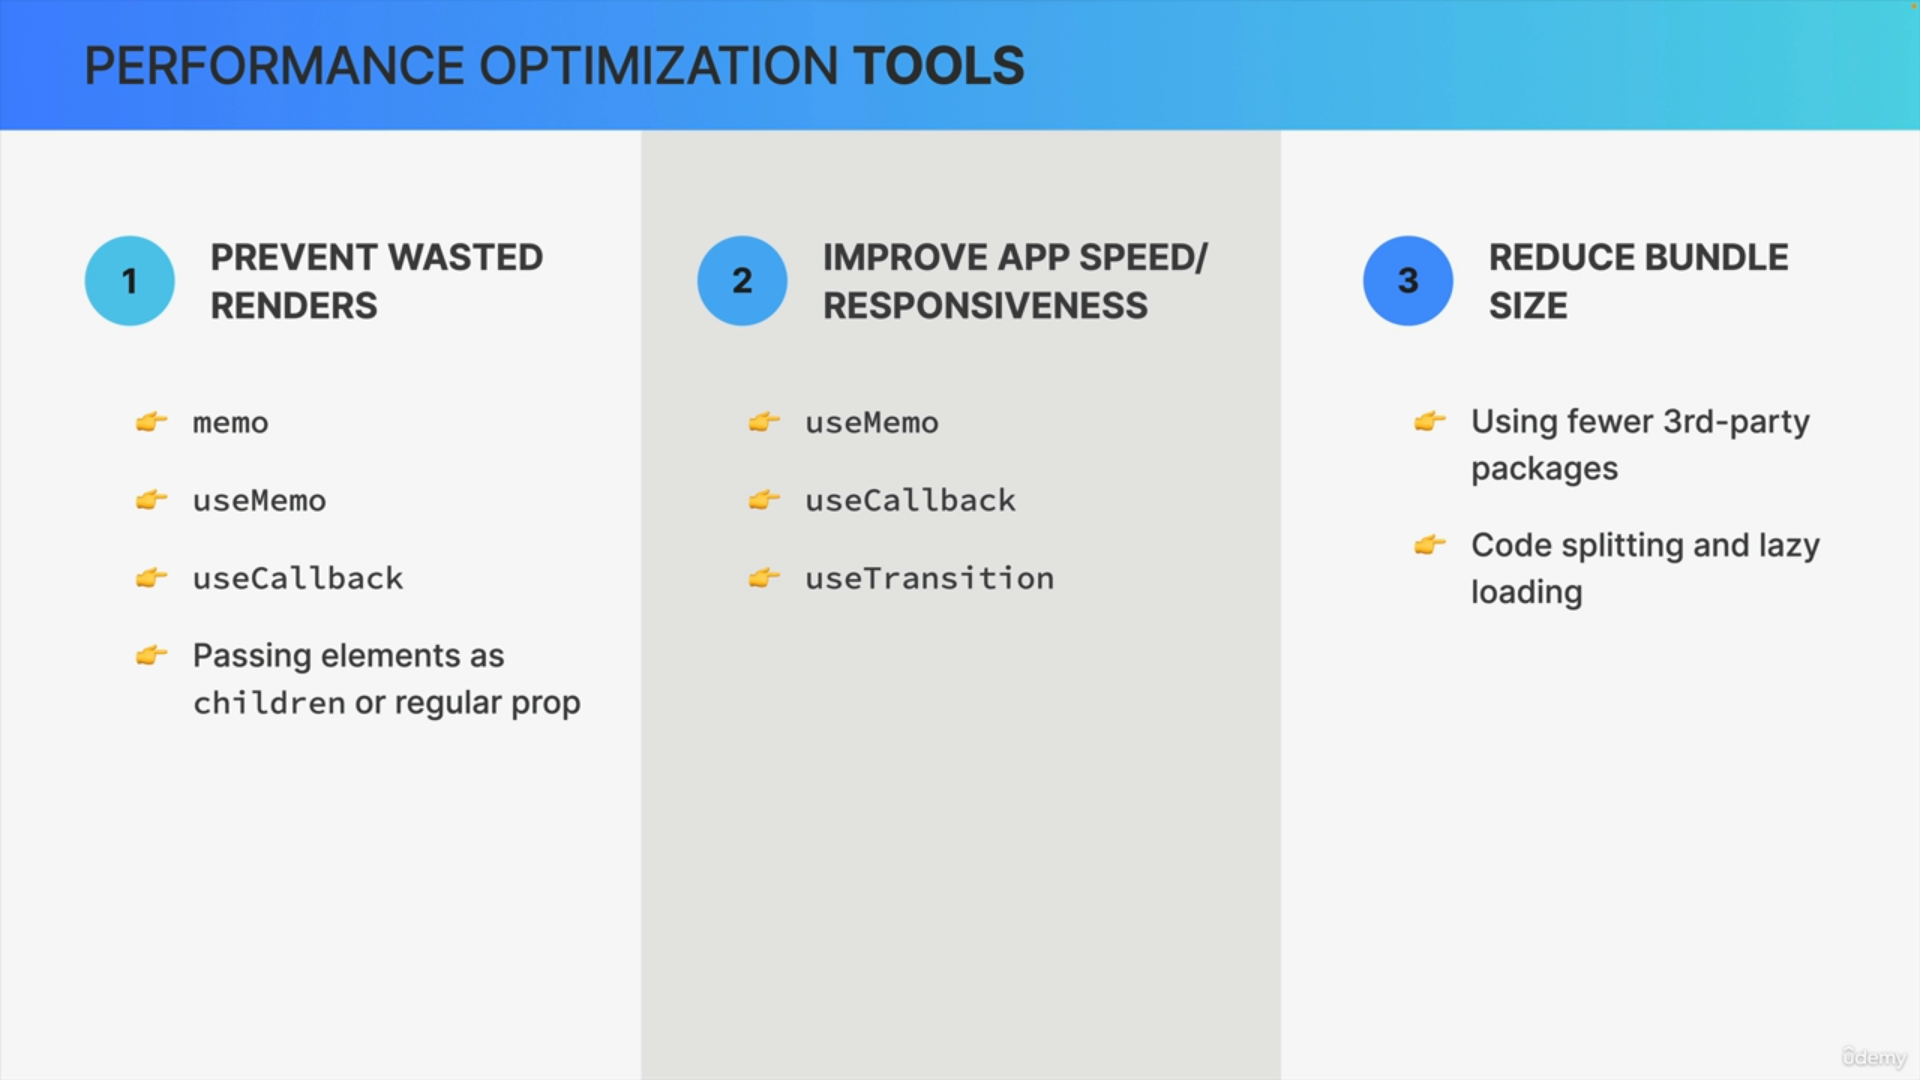 PERFORMANCE OPTIMIZATION TOOLS
1
PREVENT WASTED
RENDERS
👉 memo
👉 useMemo
👉 useCallback
👉 Passing elements as
children or regular prop
2
IMPROVE APP SPEED/
RESPONSIVENESS
👉 useMemo
👉 useCallback
👉 useTransition
3
REDUCE BUNDLE
SIZE
👉 Using fewer 3rd-party
packages
👉 Code splitting and lazy
loading
ûdemy